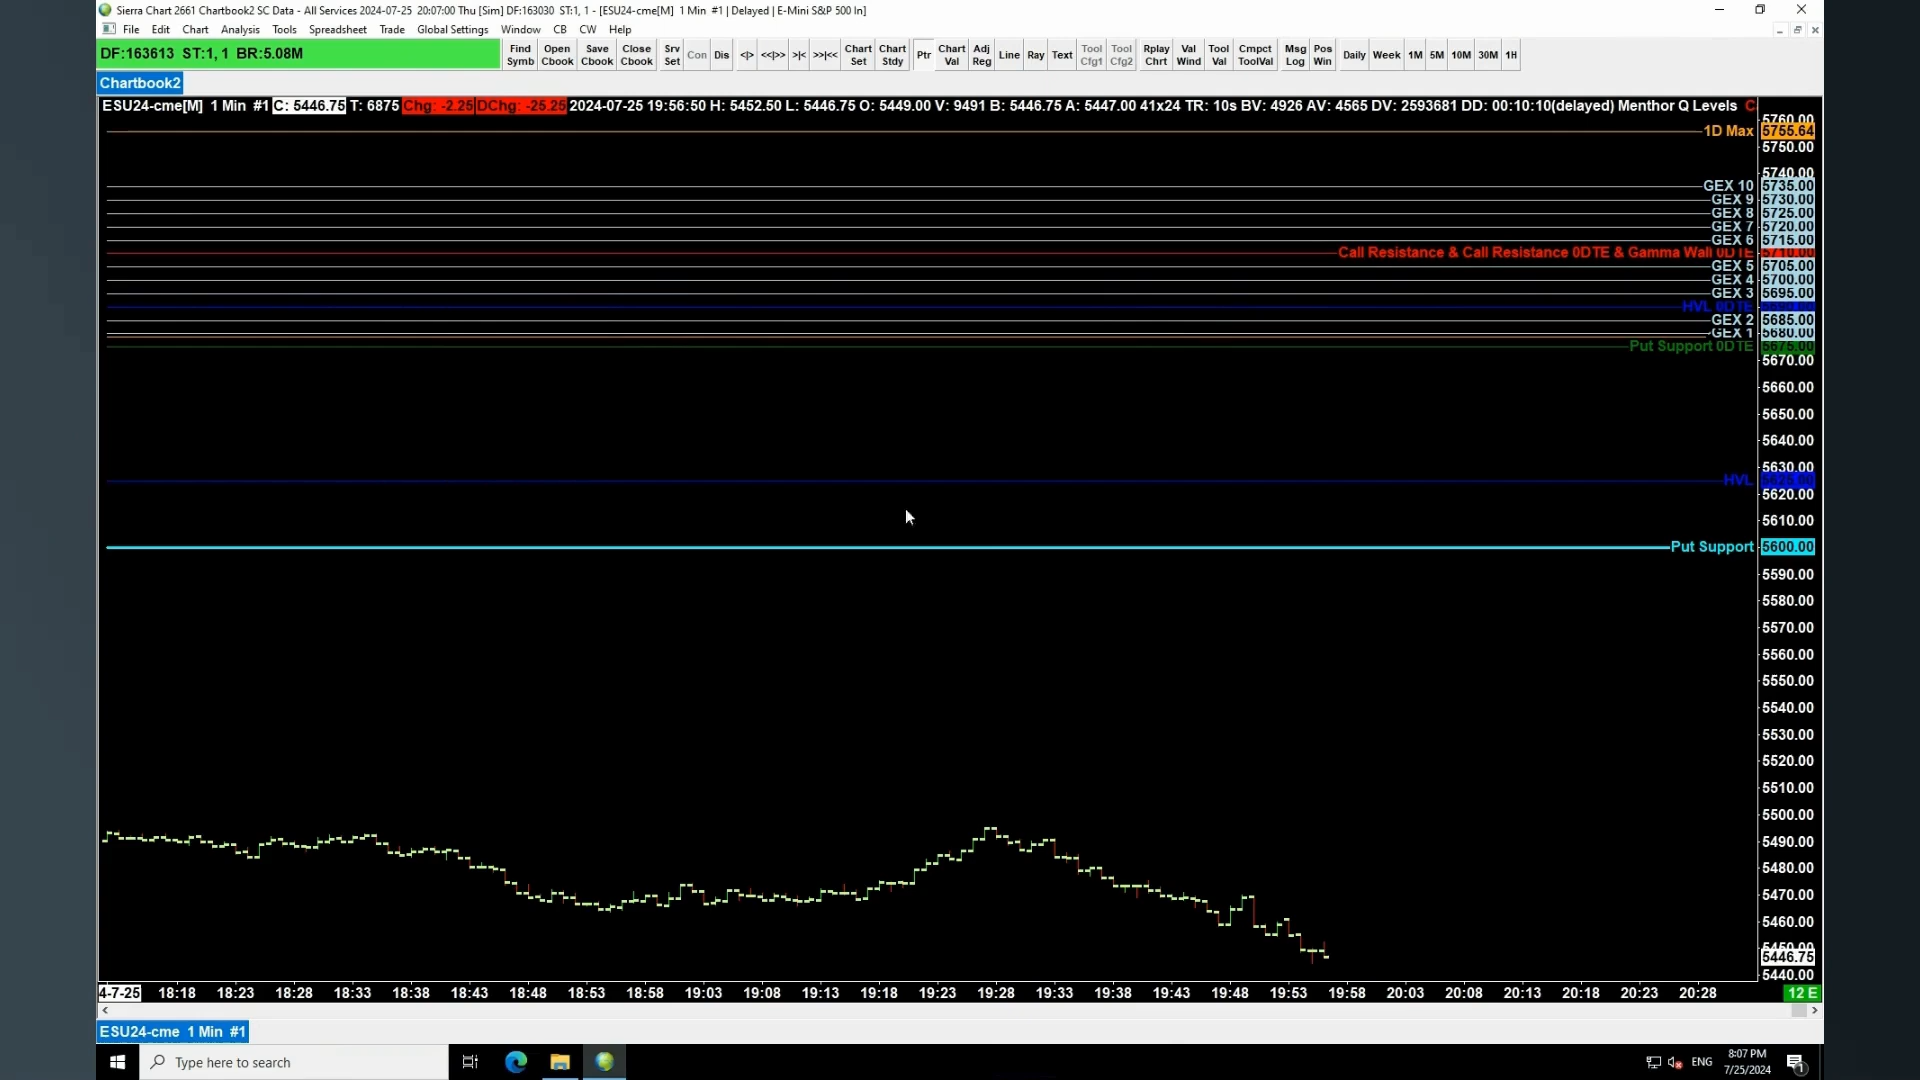 Sierra Chart 2661 Chartbook2 SC Data - All Services 2024-07-25 20:07:00 Thu [Sim] DF:163030 ST:1, 1 - [ESU24-cme[M] 1 Min #1 | Delayed | E-Mini S&P 500 In]
File Edit Chart Analysis Tools Spreadsheet Trade Global Settings Window CB CW Help
DF:163613 ST:1, 1 BR:5.08M
Find Symb Open Cbook Save Cbook Close Cbook Srv Set Con Dis <|> <<|>> >|< >>|<< Chart Set Chart Stdy Ptr Chart Val Adj Reg Line Ray Text Tool Cfg1 Tool Cfg2 Rplay Chrt Val Wind Tool Val Cmpct ToolVal Msg Log Pos Win Daily Week 1M 5M 10M 30M 1H
Chartbook2
ESU24-cme[M] 1 Min #1 C: 5446.75 T: 6875 Chg: -2.25 DChg: -25.25 2024-07-25 19:56:50 H: 5452.50 L: 5446.75 O: 5449.00 V: 9491 B: 5446.75 A: 5447.00 41x24 TR: 10s BV: 4926 AV: 4565 DV: 2593681 DD: 00:10:10(delayed) Menthor Q Levels C
5760.00
1D Max 5755.64
5750.00
5740.00
GEX 10 5735.00
GEX 9 5730.00
GEX 8 5725.00
GEX 7 5720.00
GEX 6 5715.00
Call Resistance & Call Resistance 0DTE & Gamma Wall 0DTE 5710.00
GEX 5 5705.00
GEX 4 5700.00
GEX 3 5695.00
HVL 0DTE
GEX 2 5685.00
GEX 1 5680.00
Put Support 0DTE 5675.00
5670.00
5660.00
5650.00
5640.00
5630.00
HVL 5625.00
5620.00
5610.00
Put Support 5600.00
5590.00
5580.00
5570.00
5560.00
5550.00
5540.00
5530.00
5520.00
5510.00
5500.00
5490.00
5480.00
5470.00
5460.00
5450.00
5446.75
5440.00
4-7-25 18:18 18:23 18:28 18:33 18:38 18:43 18:48 18:53 18:58 19:03 19:08 19:13 19:18 19:23 19:28 19:33 19:38 19:43 19:48 19:53 19:58 20:03 20:08 20:13 20:18 20:23 20:28 12 E
ESU24-cme 1 Min #1
Type here to search
ENG
8:07 PM
7/25/2024
1